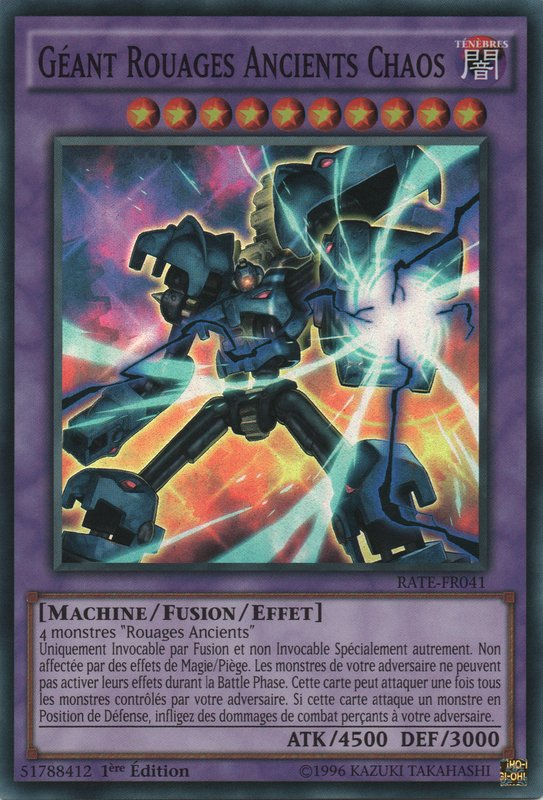 GÉANT ROUAGES ANCIENTS CHAOS
TÉNÈBRES
闇
RATE-FR041
[MACHINE/FUSION/EFFET]
4 monstres "Rouages Ancients"
Uniquement Invocable par Fusion et non Invocable Spécialement autrement. Non
affectée par des effets de Magie/Piège. Les monstres de votre adversaire ne peuvent
pas activer leurs effets durant la Battle Phase. Cette carte peut attaquer une fois tous
les monstres contrôlés par votre adversaire. Si cette carte attaque un monstre en
Position de Défense, infligez des dommages de combat perçants à votre adversaire.
ATK/4500 DEF/3000
51788412 1ère Édition
©1996 KAZUKI TAKAHASHI